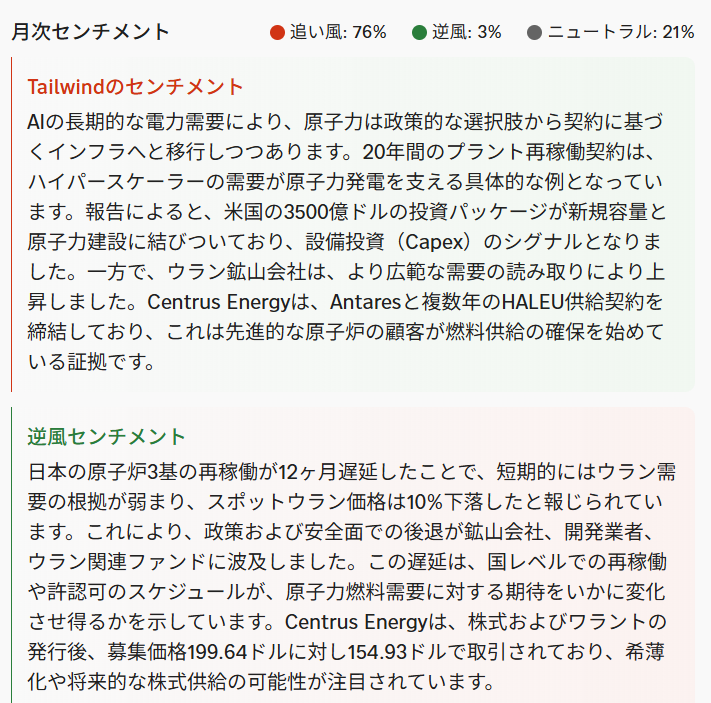 月次センチメント
追い風: 76% 逆風: 3% ニュートラル: 21%
Tailwindのセンチメント
AIの長期的な電力需要により、原子力は政策的な選択肢から契約に基づ
くインフラへと移行しつつあります。20年間のプラント再稼働契約は、
ハイパースケーラーの需要が原子力発電を支える具体的な例となってい
ます。報告によると、米国の3500億ドルの投資パッケージが新規容量と
原子力建設に結びついており、設備投資（Capex）のシグナルとなりま
した。一方で、ウラン鉱山会社は、より広範な需要の読み取りにより上
昇しました。Centrus Energyは、Antaresと複数年のHALEU供給契約を
締結しており、これは先進的な原子炉の顧客が燃料供給の確保を始めて
いる証拠です。
逆風センチメント
日本の原子炉3基の再稼働が12ヶ月遅延したことで、短期的にはウラン需
要の根拠が弱まり、スポットウラン価格は10%下落したと報じられてい
ます。これにより、政策および安全面での後退が鉱山会社、開発業者、
ウラン関連ファンドに波及しました。この遅延は、国レベルでの再稼働
や許認可のスケジュールが、原子力燃料需要に対する期待をいかに変化
させ得るかを示しています。Centrus Energyは、株式およびワラントの
発行後、募集価格199.64ドルに対し154.93ドルで取引されており、希薄
化や将来的な株式供給の可能性が注目されています。